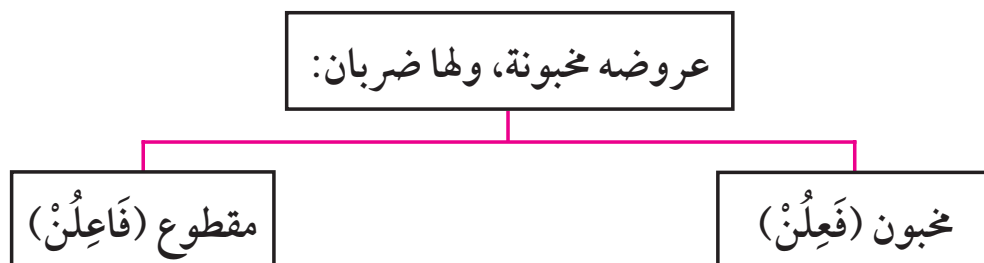 عروضه مخبونة، ولها ضربان:
مخبون (فَعِلُنْ)
مقطوع (فَاعِلُنْ)